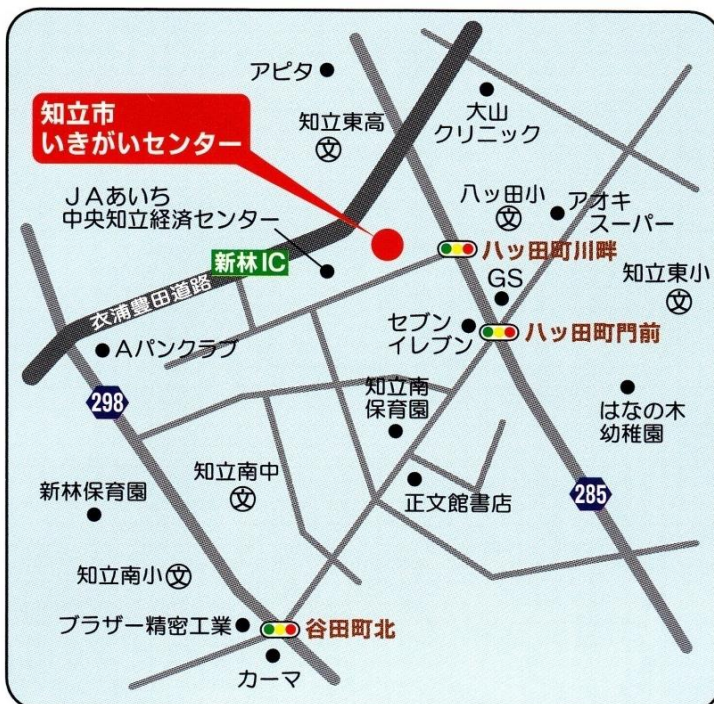 アピタ
大山
クリニック
知立市
いきがいセンター
知立東高
文
JAあいち
中央知立経済センター
八ッ田小
文
アオキ
スーパー
新林IC
八ッ田町川畔
GS
知立東小
文
衣浦豊田道路
セブン
イレブン
八ッ田町門前
Aパンクラブ
298
知立南
保育園
はなの木
幼稚園
知立南中
文
新林保育園
正文館書店
285
知立南小
文
ブラザー精密工業
谷田町北
カーマ